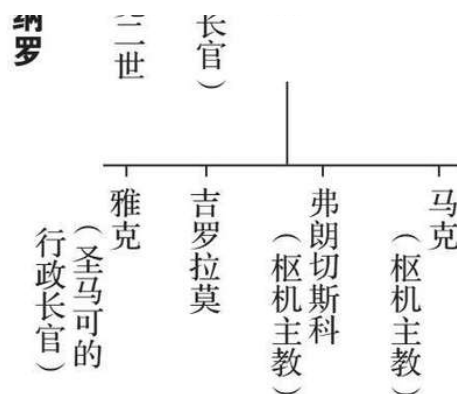 长官）
二世
纳罗
马克
（枢机主教）
弗朗切斯科
（枢机主教）
吉罗拉莫
雅克
（圣马可的
行政长官）